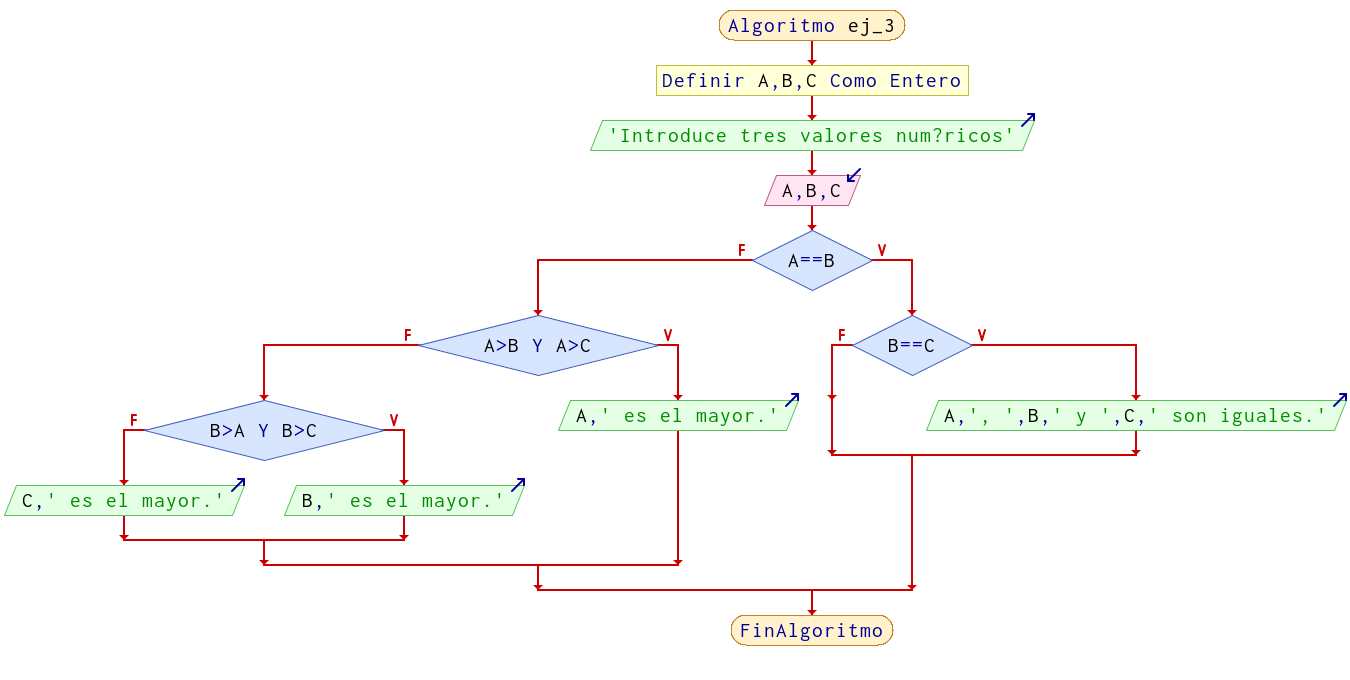 Algoritmo ej_3
Definir A,B,C Como Entero
'Introduce tres valores num?ricos'
A,B,C
F
V
A==B
F
V
F
V
A>B Y A>C
B==C
F
V
B>A Y B>C
A,' es el mayor.'
A,', ',B,' y ',C,' son iguales.'
C,' es el mayor.'
B,' es el mayor.'
FinAlgoritmo